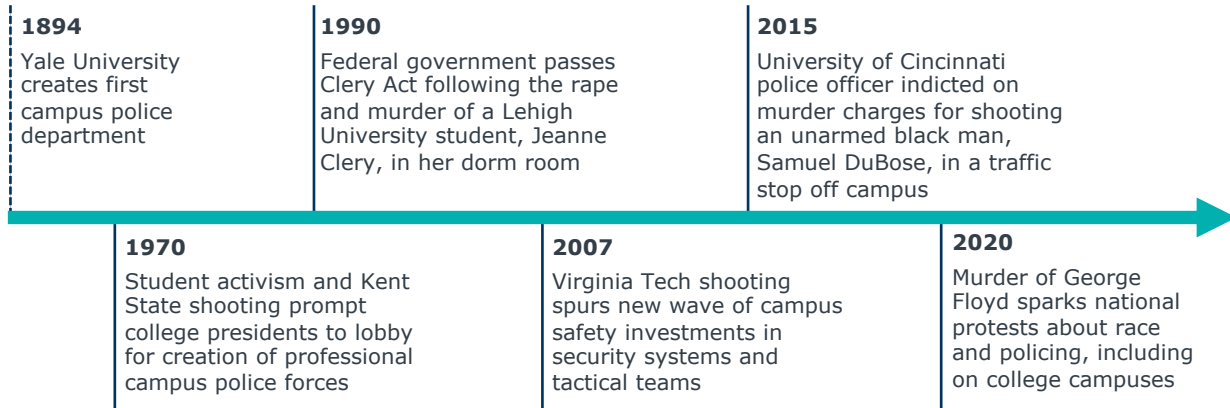 1894
Yale University
creates first
campus police
department
1990
Federal government passes
Clery Act following the rape
and murder of a Lehigh
University student, Jeanne
Clery, in her dorm room
2015
University of Cincinnati
police officer indicted on
murder charges for shooting
an unarmed black man,
Samuel DuBose, in a traffic
stop off campus
1970
Student activism and Kent
State shooting prompt
college presidents to lobby
for creation of professional
campus police forces
2007
Virginia Tech shooting
spurs new wave of campus
safety investments in
security systems and
tactical teams
2020
Murder of George
Floyd sparks national
protests about race
and policing, including
on college campuses